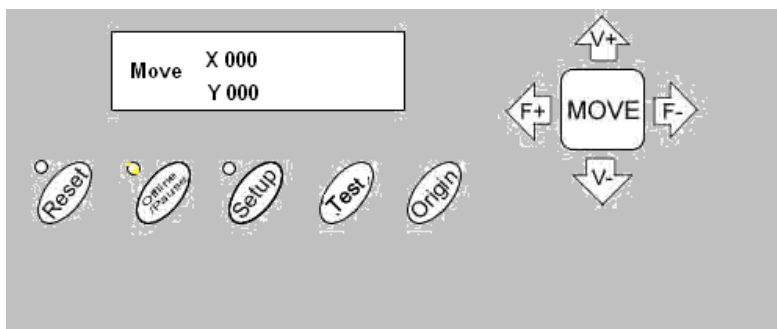 Move X 000
Y 000
V+
F+ MOVE F-
V-
Reset
Offline
/Pause
Setup
Test
Origin